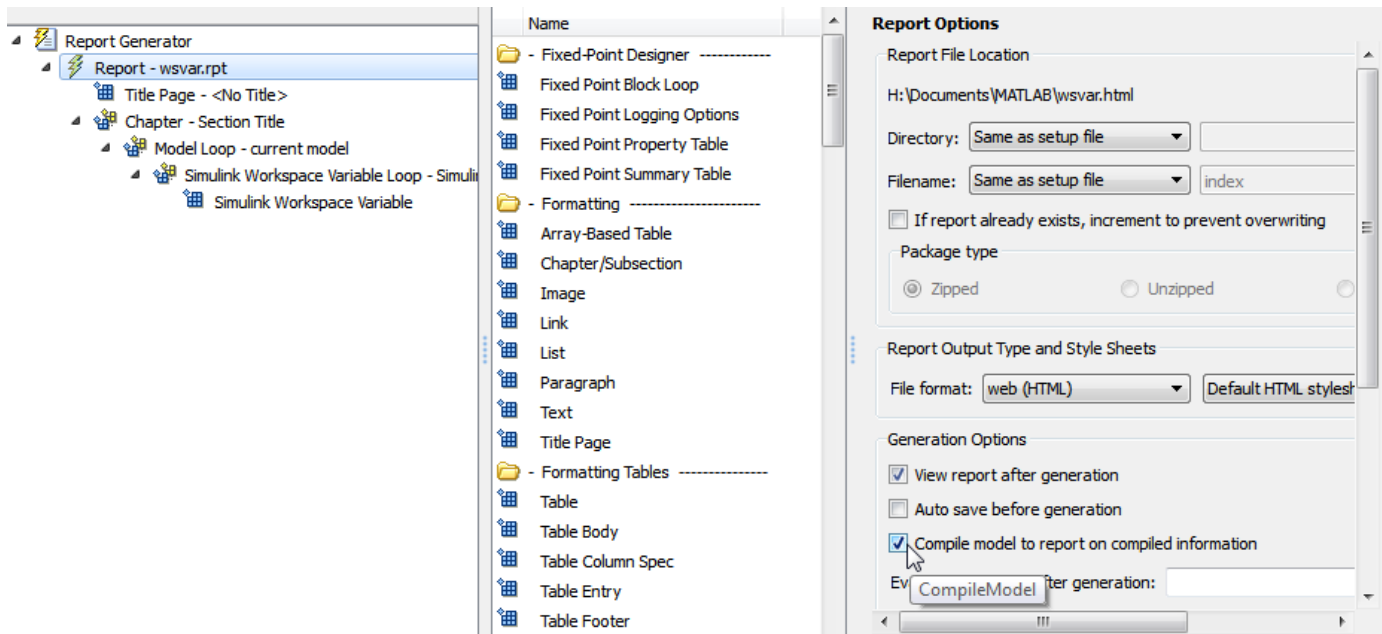 Report Generator
Report - wsvar.rpt
Title Page - <No Title>
Chapter - Section Title
Model Loop - current model
Simulink Workspace Variable Loop - Simulin
Simulink Workspace Variable
Name
- Fixed-Point Designer ------------
Fixed Point Block Loop
Fixed Point Logging Options
Fixed Point Property Table
Fixed Point Summary Table
- Formatting ----------------------
Array-Based Table
Chapter/Subsection
Image
Link
List
Paragraph
Text
Title Page
- Formatting Tables ---------------
Table
Table Body
Table Column Spec
Table Entry
Table Footer
Report Options
Report File Location
H:\Documents\MATLAB\wsvar.html
Directory: Same as setup file
Filename: Same as setup file index
If report already exists, increment to prevent overwriting
Package type
Zipped Unzipped
Report Output Type and Style Sheets
File format: web (HTML) Default HTML stylesh
Generation Options
View report after generation
Auto save before generation
Compile model to report on compiled information
Ev ter generation:
CompileModel